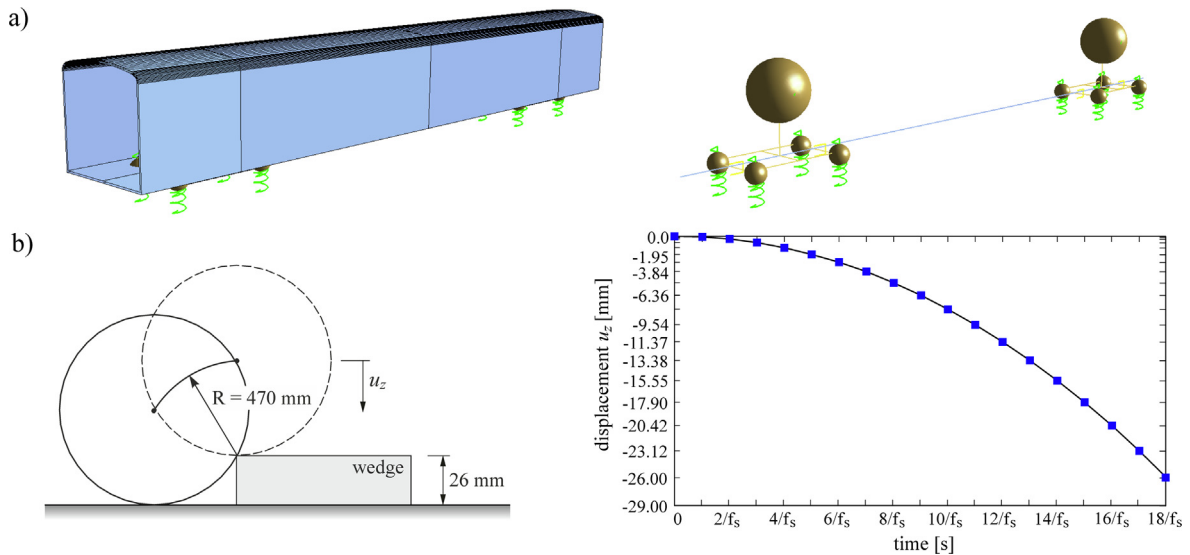 a)
b)
R = 470 mm
u_z
wedge
26 mm
displacement u_z [mm]
0.0
-1.95
-3.84
-6.36
-9.54
-11.37
-13.38
-15.55
-17.90
-20.42
-23.12
-26.00
-29.00
0 2/f_s 4/f_s 6/f_s 8/f_s 10/f_s 12/f_s 14/f_s 16/f_s 18/f_s
time [s]